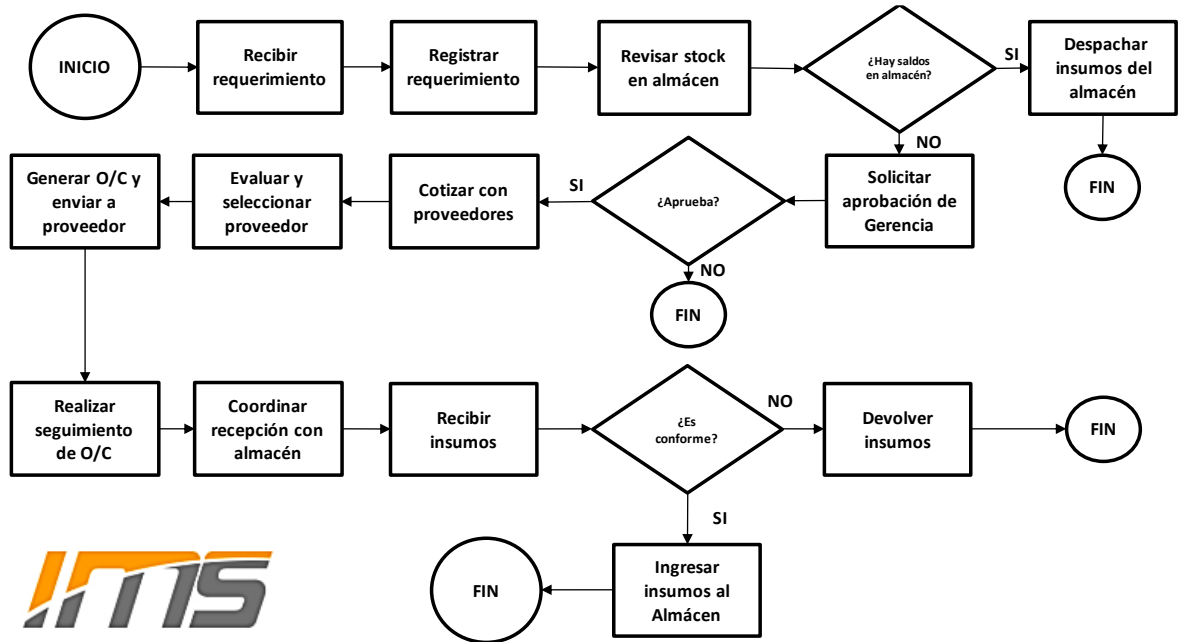 INICIO
Recibir
requerimiento
Registrar
requerimiento
Revisar stock
en almácen
¿Hay saldos
en almacén?
SI
Despachar
insumos del
almacén
NO
FIN
Solicitar
aprobación de
Gerencia
¿Aprueba?
SI
NO
FIN
Cotizar con
proveedores
Evaluar y
seleccionar
proveedor
Generar O/C y
enviar a
proveedor
Realizar
seguimiento
de O/C
Coordinar
recepción con
almacén
Recibir
insumos
¿Es
conforme?
NO
Devolver
insumos
FIN
SI
Ingresar
insumos al
Almácen
FIN
IMS